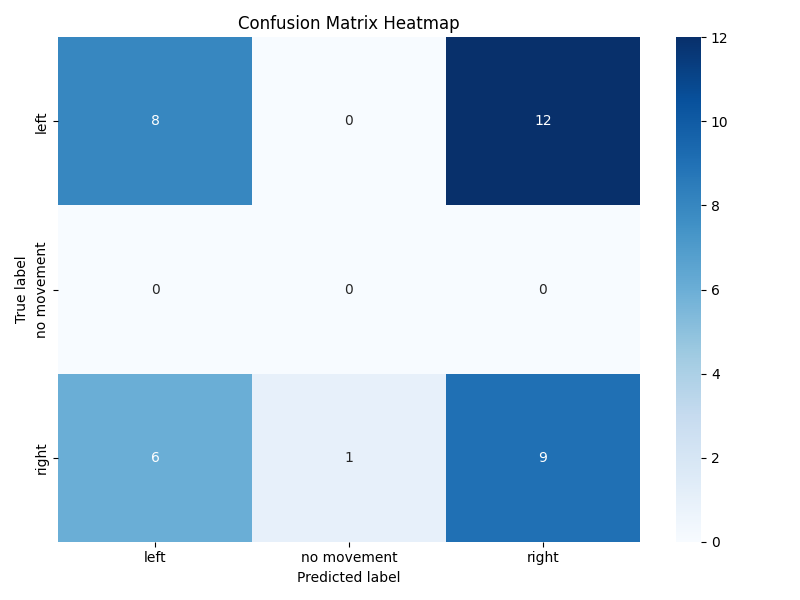 Confusion Matrix Heatmap
True label
left
8
0
12
no movement
0
0
0
right
6
1
9
left
no movement
right
Predicted label
12
10
8
6
4
2
0